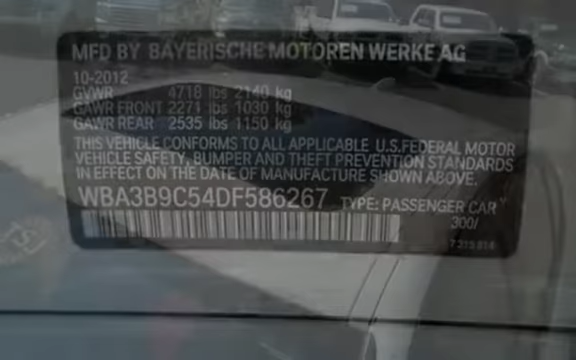 MFD BY BAYERISCHE MOTOREN WERKE AG
10-2012
GVWR 4718 lbs 2140 kg
GAWR FRONT 2271 lbs 1030 kg
GAWR REAR 2535 lbs 1150 kg
THIS VEHICLE CONFORMS TO ALL APPLICABLE U.S.FEDERAL MOTOR
VEHICLE SAFETY, BUMPER AND THEFT PREVENTION STANDARDS
IN EFFECT ON THE DATE OF MANUFACTURE SHOWN ABOVE.
WBA3B9C54DF586267 TYPE: PASSENGER CAR
300/